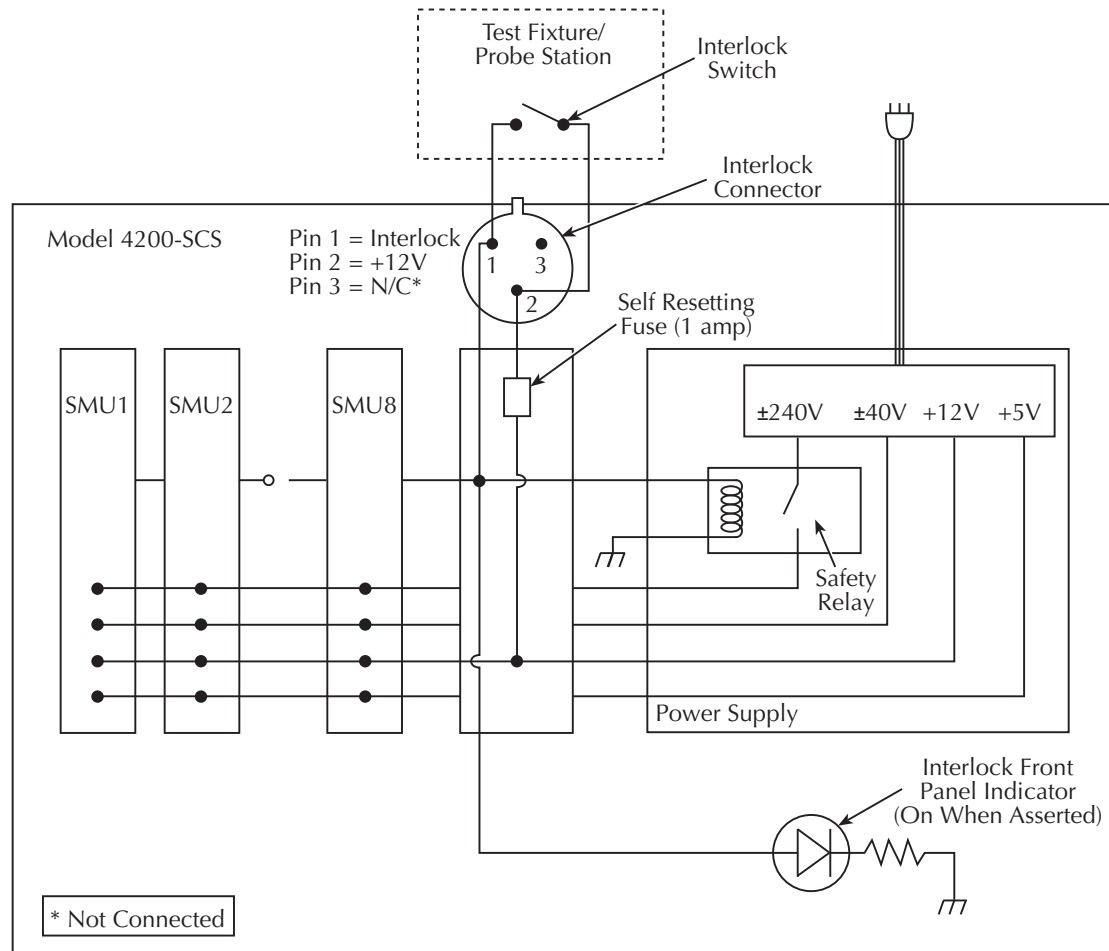 Test Fixture/
Probe Station
Interlock
Switch
Interlock
Connector
Model 4200-SCS
Pin 1 = Interlock
Pin 2 = +12V
Pin 3 = N/C*
1
3
2
Self Resetting
Fuse (1 amp)
SMU1
SMU2
SMU8
±240V
±40V
+12V
+5V
Safety
Relay
Power Supply
Interlock Front
Panel Indicator
(On When Asserted)
* Not Connected